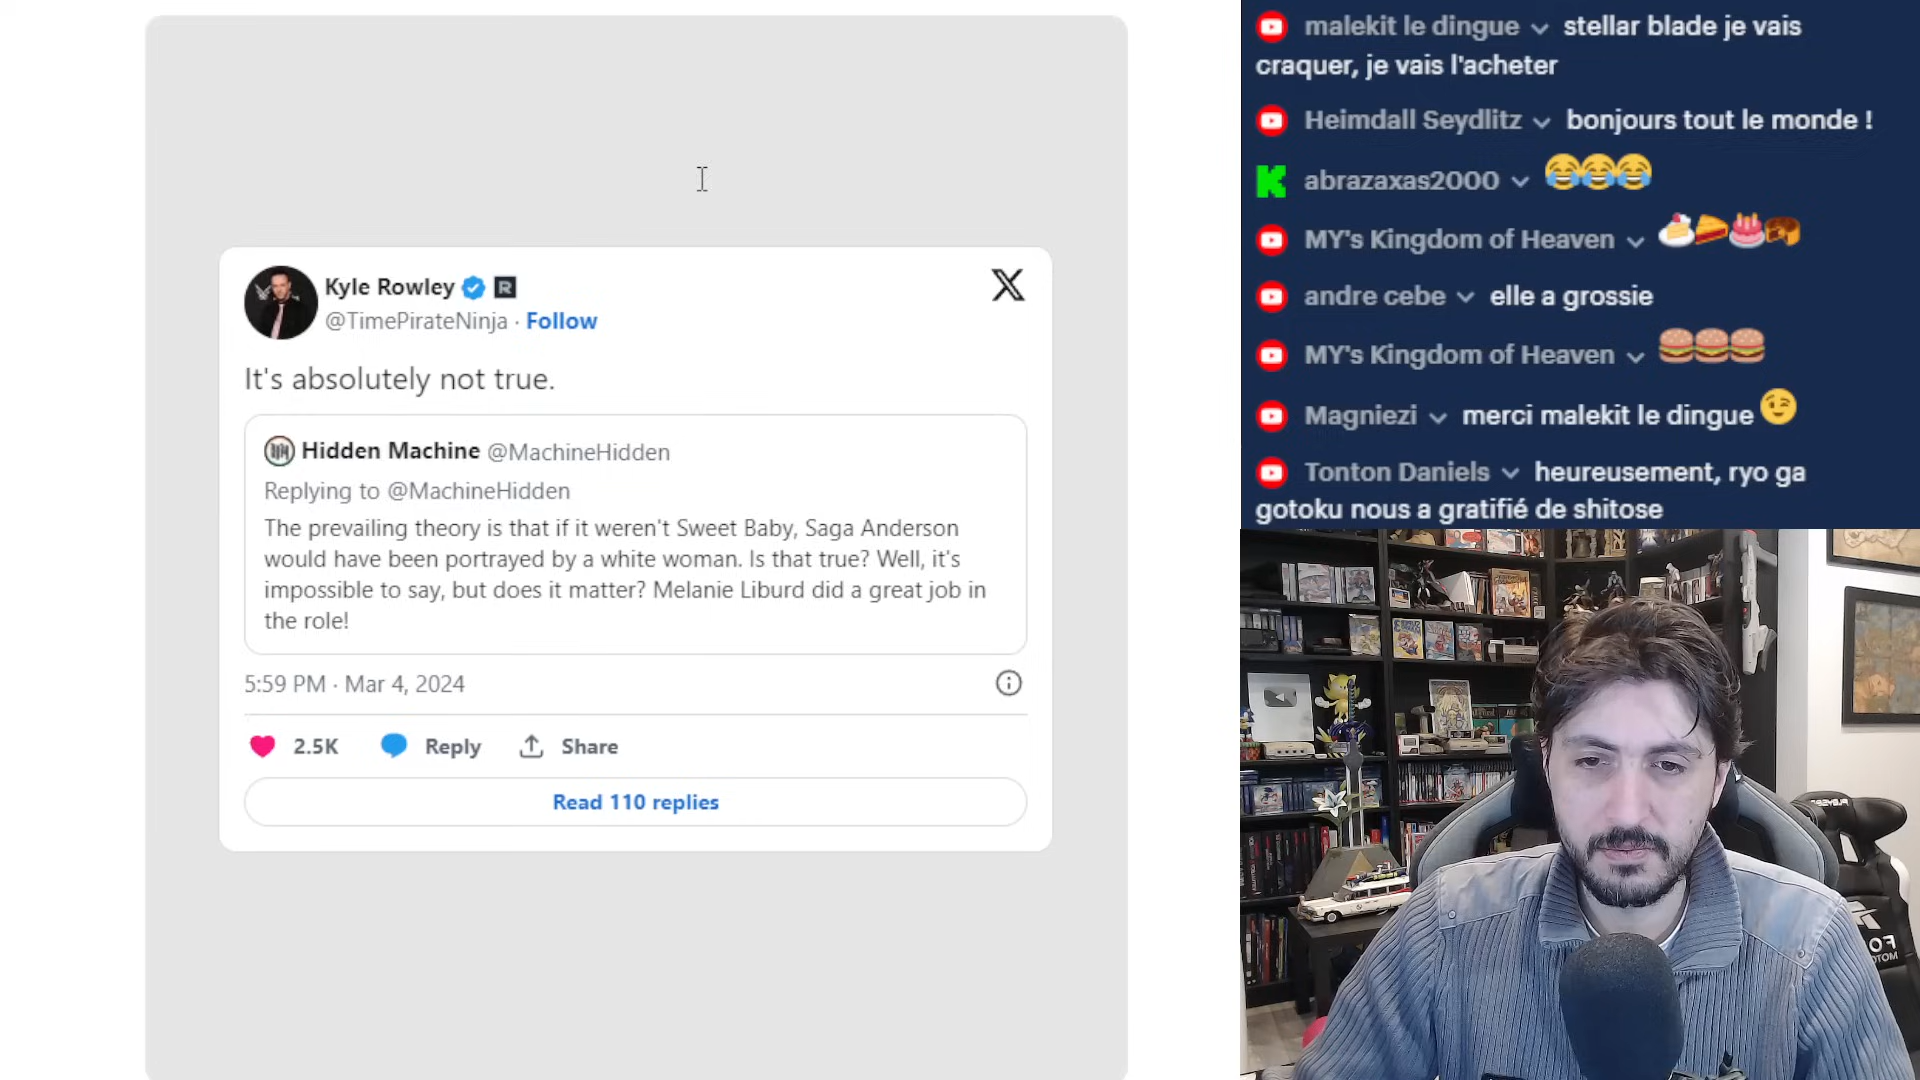 Kyle Rowley
@TimePirateNinja · Follow
It's absolutely not true.
Hidden Machine @MachineHidden
Replying to @MachineHidden
The prevailing theory is that if it weren't Sweet Baby, Saga Anderson
would have been portrayed by a white woman. Is that true? Well, it's
impossible to say, but does it matter? Melanie Liburd did a great job in
the role!
5:59 PM · Mar 4, 2024
2.5K Reply Share
Read 110 replies
malekit le dingue stellar blade je vais
craquer, je vais l'acheter
Heimdall Seydlitz bonjours tout le monde !
abrazaxas2000 😂😂😂
MY's Kingdom of Heaven 🍰🥧🎂🍮
andre cebe elle a grossie
MY's Kingdom of Heaven 🍔🍔🍔
Magniezi merci malekit le dingue 😉
Tonton Daniels heureusement, ryo ga
gotoku nous a gratifié de shitose